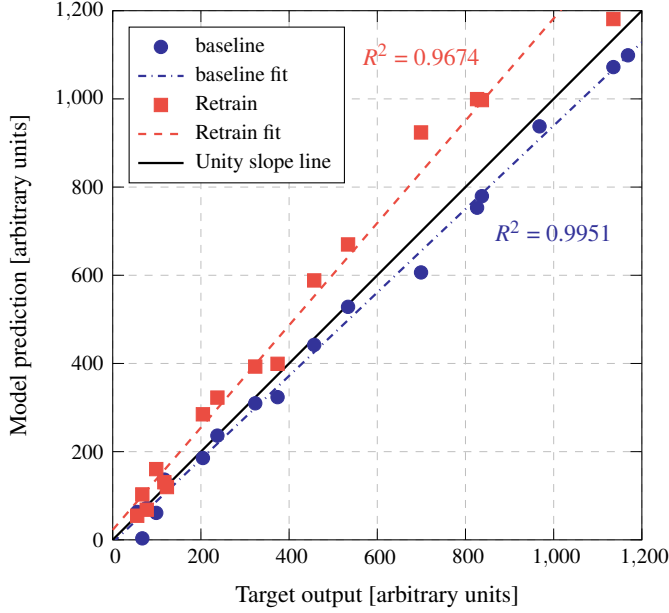 1,200
1,000
800
600
400
200
0
0
200
400
600
800
1,000
1,200
Target output [arbitrary units]
Model prediction [arbitrary units]
baseline
baseline fit
Retrain
Retrain fit
Unity slope line
R² = 0.9674
R² = 0.9951